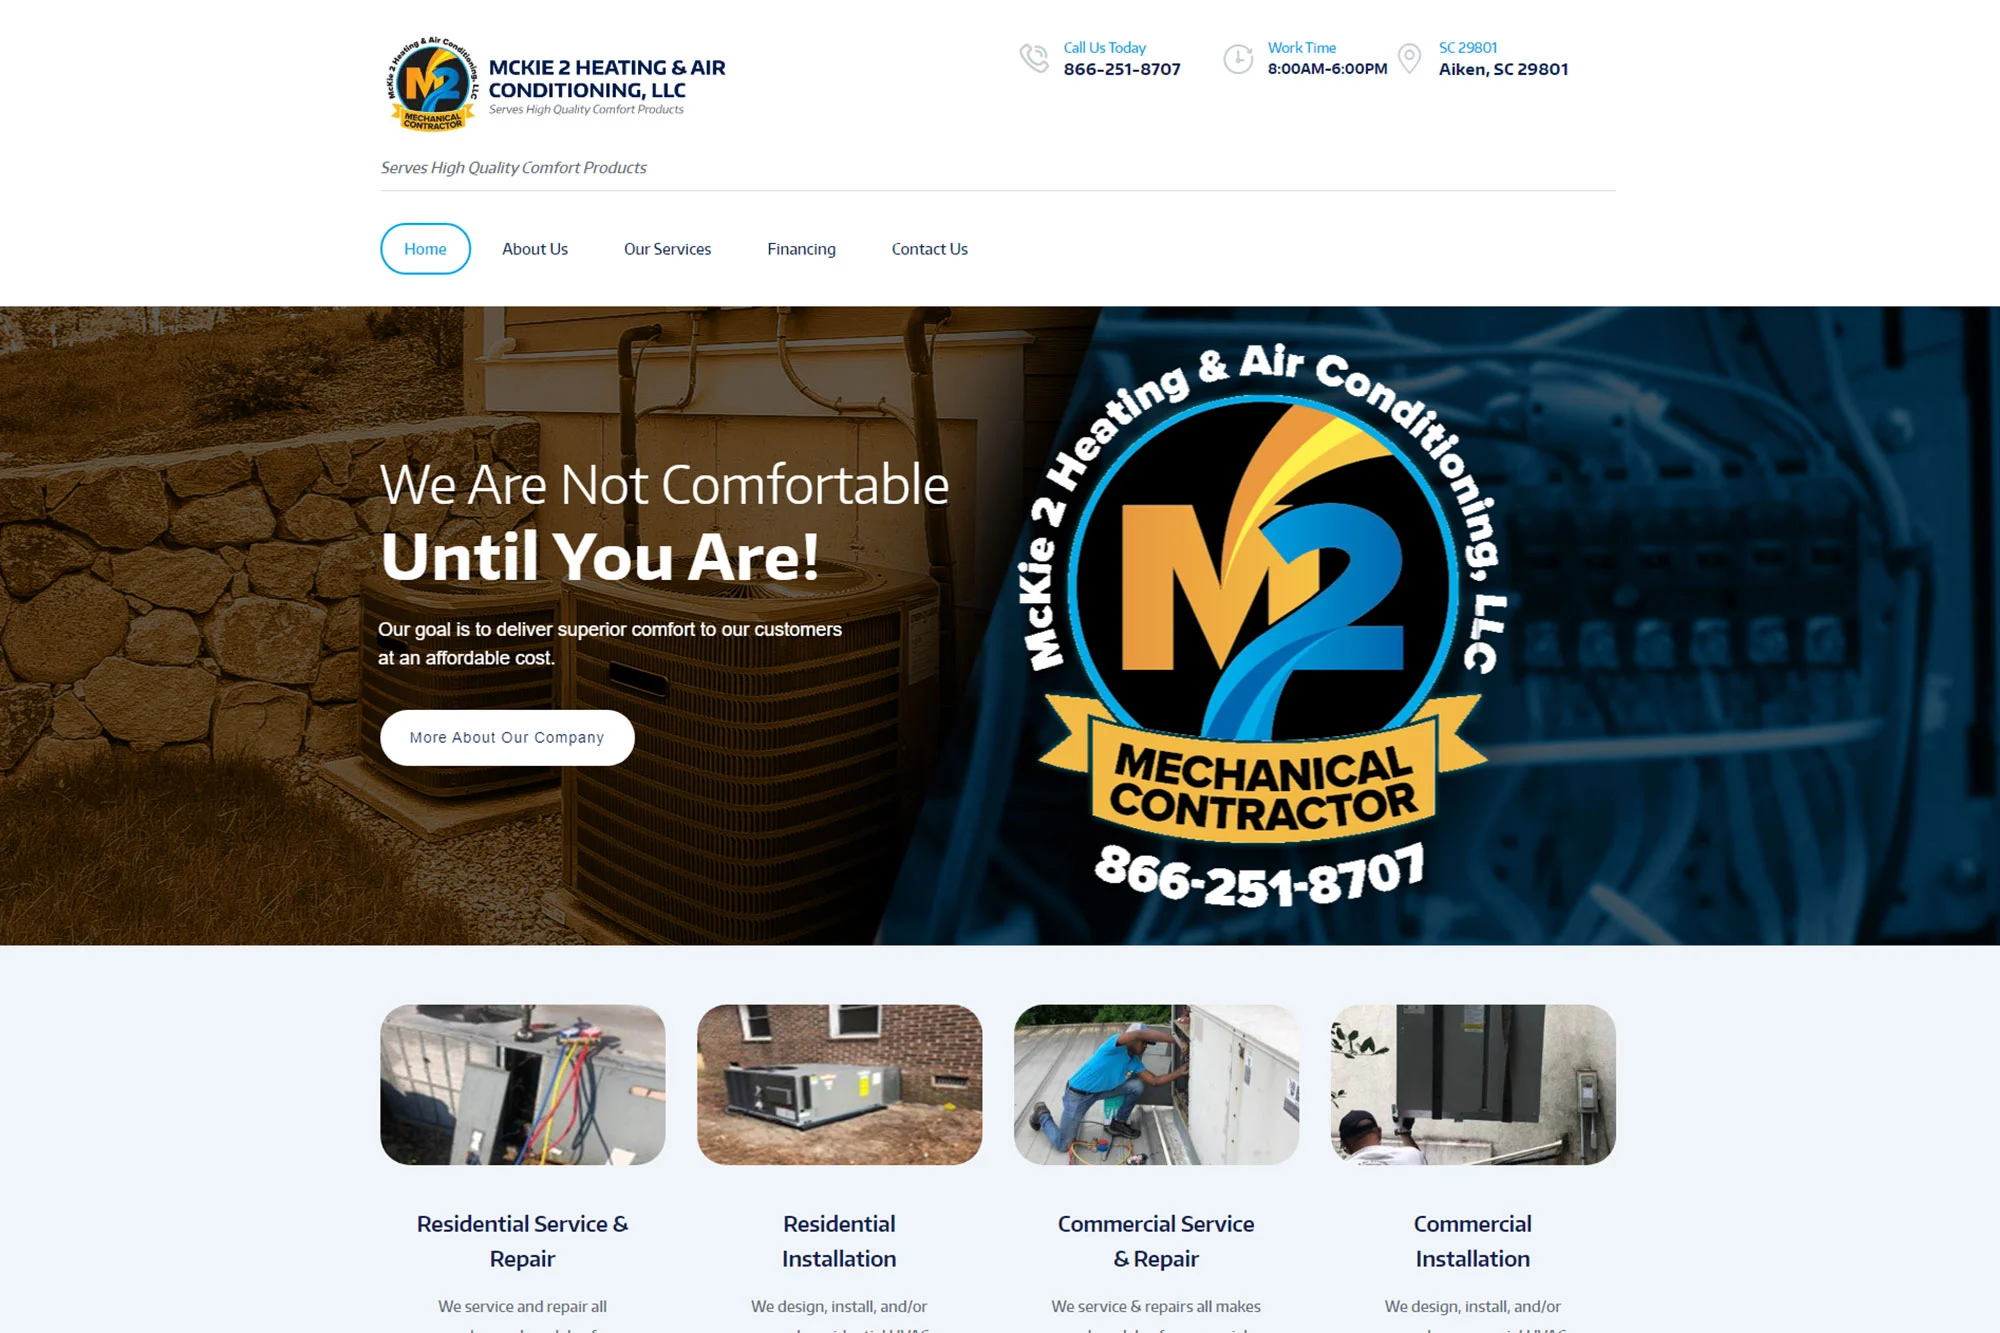 McKie 2 Heating & Air Conditioning, LLC
M2
MECHANICAL
CONTRACTOR
MCKIE 2 HEATING & AIR
CONDITIONING, LLC
Serves High Quality Comfort Products
Call Us Today
866-251-8707
Work Time
8:00AM-6:00PM
SC 29801
Aiken, SC 29801
Serves High Quality Comfort Products
Home
About Us
Our Services
Financing
Contact Us
We Are Not Comfortable
Until You Are!
Our goal is to deliver superior comfort to our customers
at an affordable cost.
More About Our Company
McKie 2 Heating & Air Conditioning, LLC
M2
MECHANICAL
CONTRACTOR
866-251-8707
Residential Service &
Repair
Residential
Installation
Commercial Service
& Repair
Commercial
Installation
We service and repair all
We design, install, and/or
We service & repairs all makes
We design, install, and/or